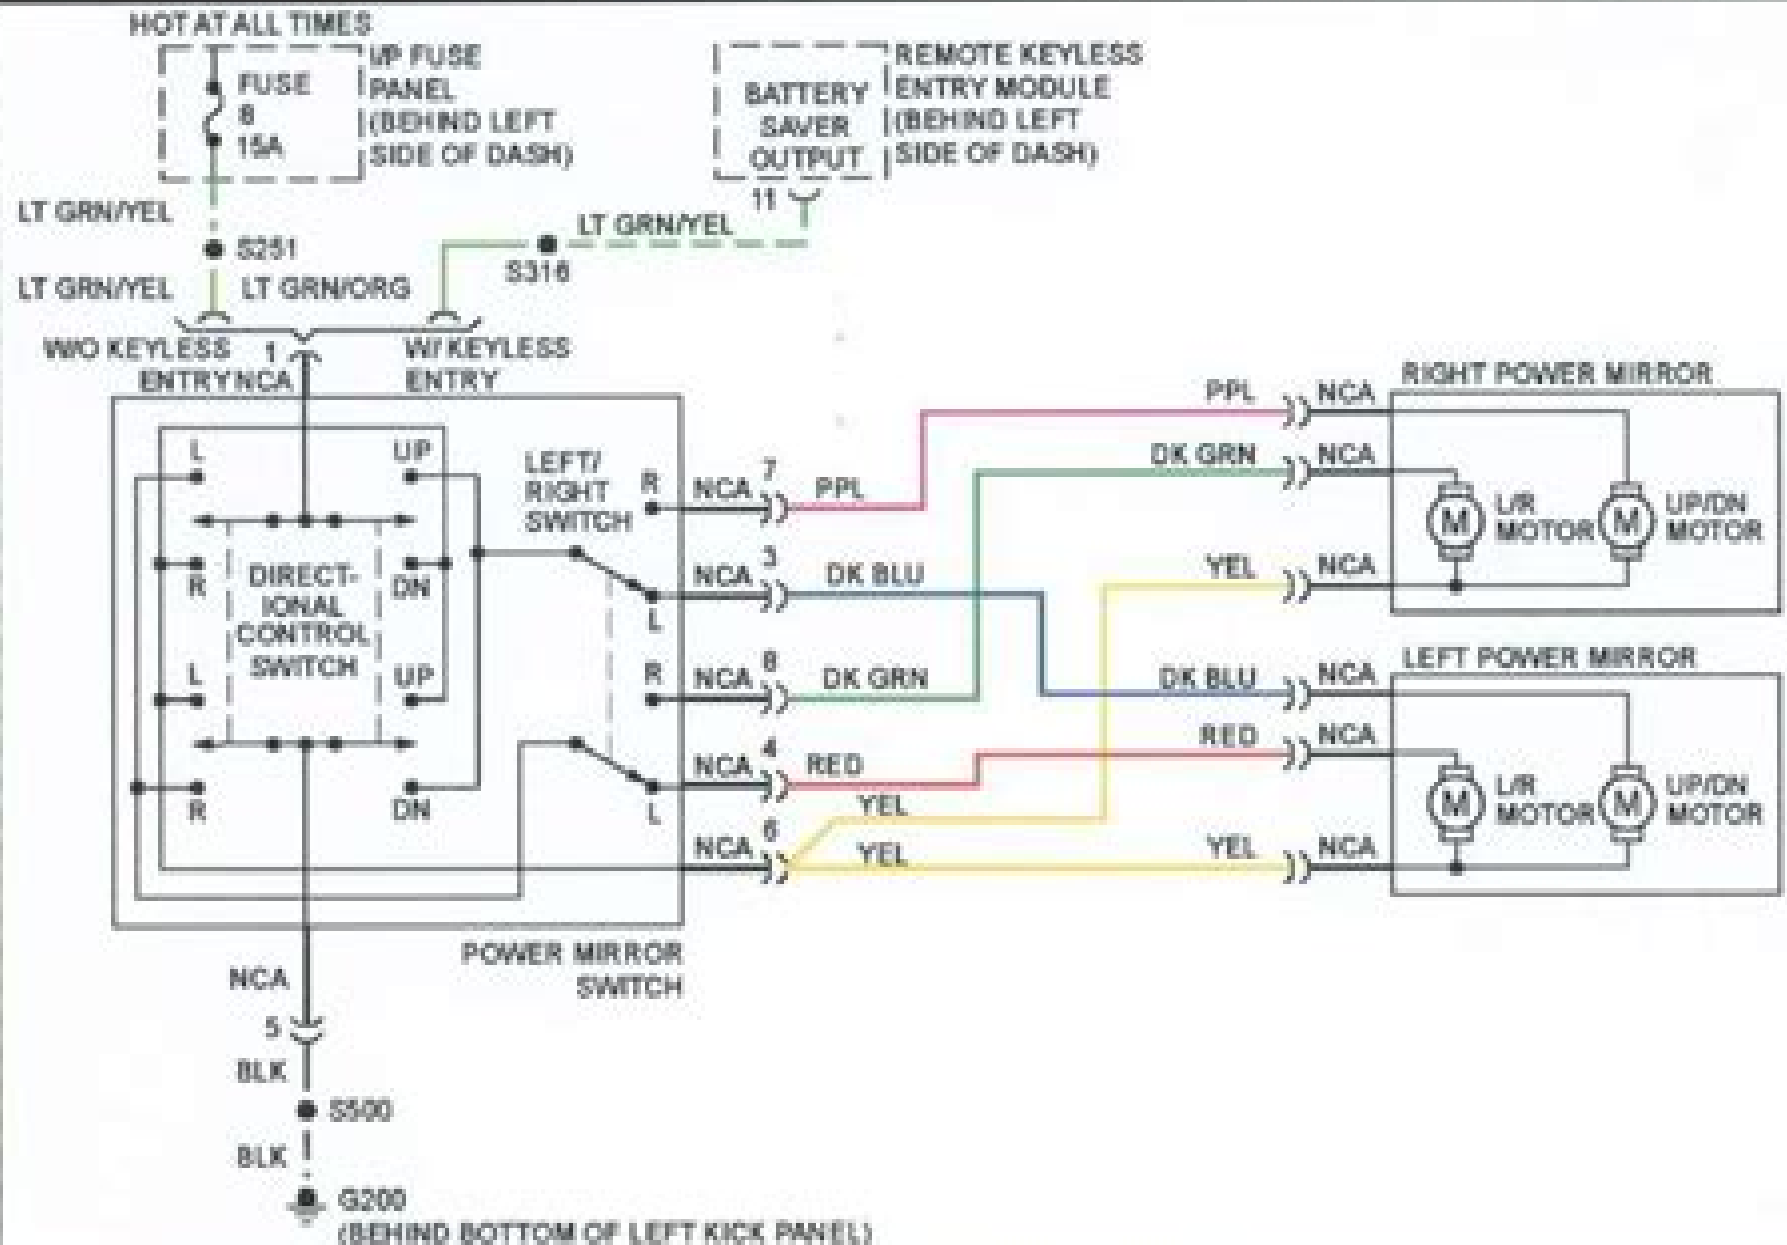 HOT AT ALL TIMES
FUSE
8
15A
I/P FUSE
PANEL
(BEHIND LEFT
SIDE OF DASH)
BATTERY
SAVER
OUTPUT
REMOTE KEYLESS
ENTRY MODULE
(BEHIND LEFT
SIDE OF DASH)
11
LT GRN/YEL
S251
LT GRN/YEL
S316
LT GRN/YEL
LT GRN/ORG
W/O KEYLESS
ENTRY
1
NCA
W/ KEYLESS
ENTRY
L
UP
R
DN
DIRECT-
IONAL
CONTROL
SWITCH
L
UP
R
DN
LEFT/
RIGHT
SWITCH
R
L
R
L
NCA
7
PPL
NCA
3
DK BLU
NCA
8
DK GRN
NCA
4
RED
YEL
NCA
6
YEL
POWER MIRROR
SWITCH
PPL
NCA
DK GRN
NCA
YEL
NCA
RIGHT POWER MIRROR
M
L/R
MOTOR
M
UP/DN
MOTOR
DK BLU
NCA
RED
NCA
YEL
NCA
LEFT POWER MIRROR
M
L/R
MOTOR
M
UP/DN
MOTOR
NCA
5
BLK
S500
BLK
G200
(BEHIND BOTTOM OF LEFT KICK PANEL)